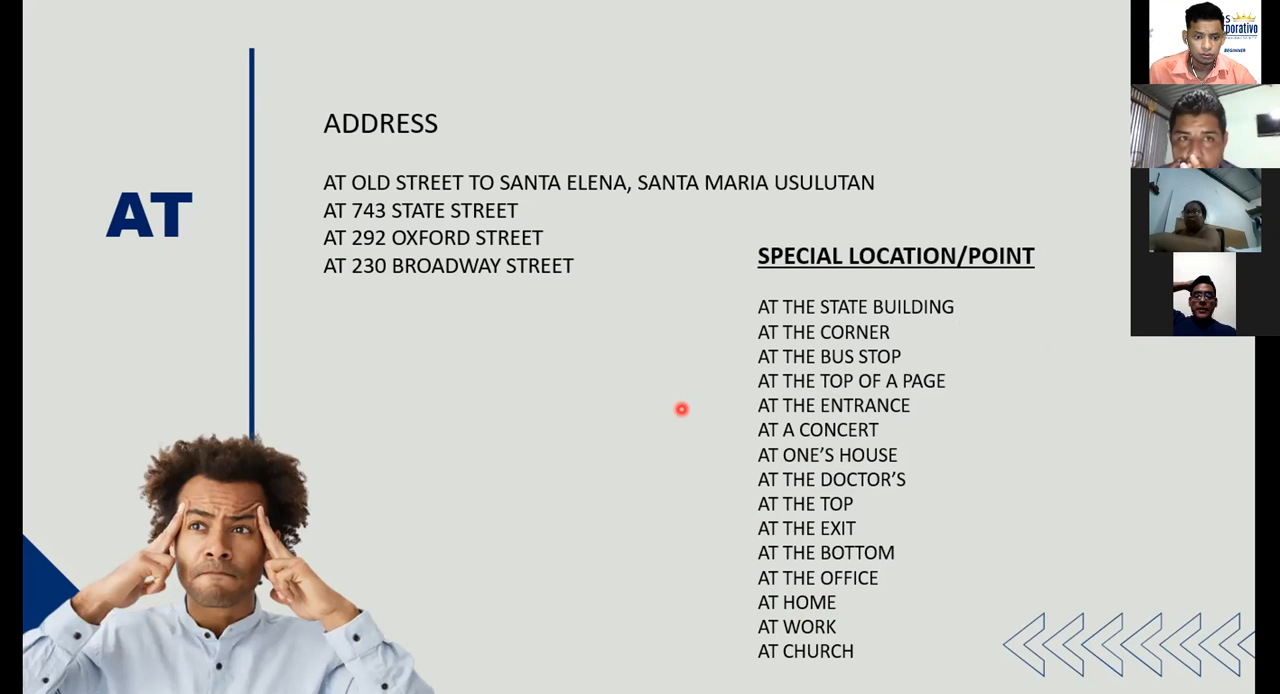 AT
ADDRESS
AT OLD STREET TO SANTA ELENA, SANTA MARIA USULUTAN
AT 743 STATE STREET
AT 292 OXFORD STREET
AT 230 BROADWAY STREET
SPECIAL LOCATION/POINT
AT THE STATE BUILDING
AT THE CORNER
AT THE BUS STOP
AT THE TOP OF A PAGE
AT THE ENTRANCE
AT A CONCERT
AT ONE'S HOUSE
AT THE DOCTOR'S
AT THE TOP
AT THE EXIT
AT THE BOTTOM
AT THE OFFICE
AT HOME
AT WORK
AT CHURCH
BEGINNER